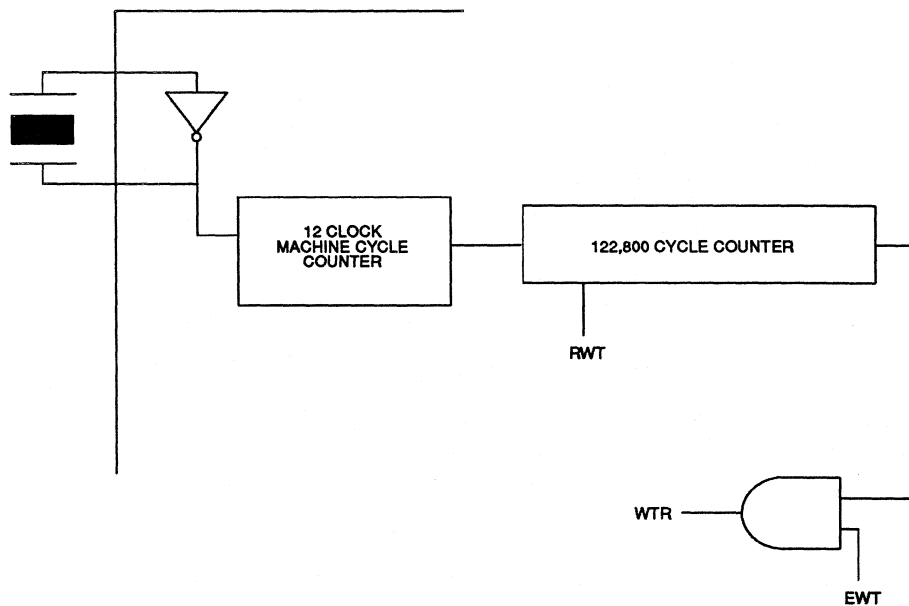 12 CLOCK
MACHINE CYCLE
COUNTER
122,800 CYCLE COUNTER
RWT
WTR
EWT